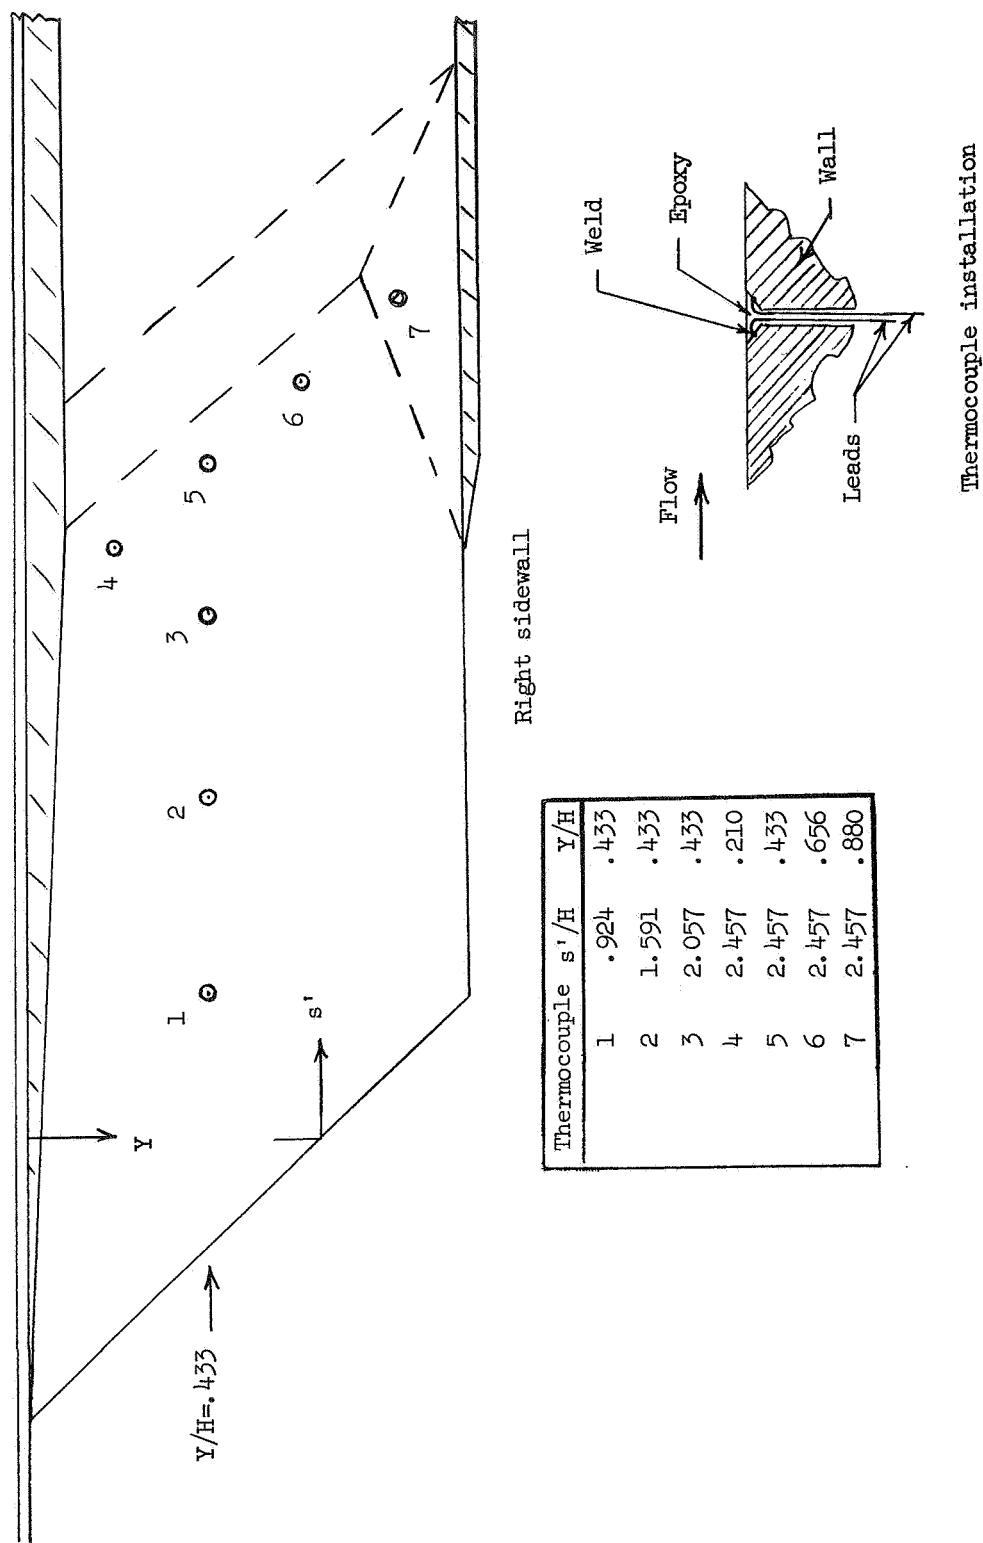 Y/H=.433
Y
s'
1
2
3
4
5
6
7
Right sidewall
Thermocouple s'/H Y/H
1 .924 .433
2 1.591 .433
3 2.057 .433
4 2.457 .210
5 2.457 .433
6 2.457 .656
7 2.457 .880
Flow
Weld
Epoxy
Wall
Leads
Thermocouple installation